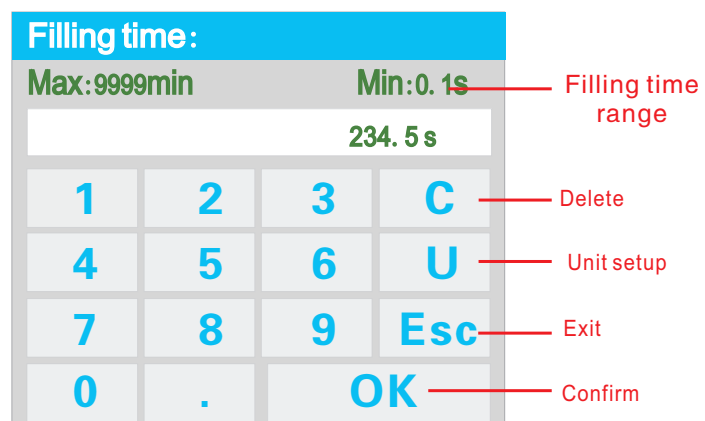 Filling time:
Max:9999min Min:0.1s
Filling time
range
234.5 s
1 2 3 C
Delete
4 5 6 U
Unit setup
7 8 9 Esc
Exit
0 . OK
Confirm